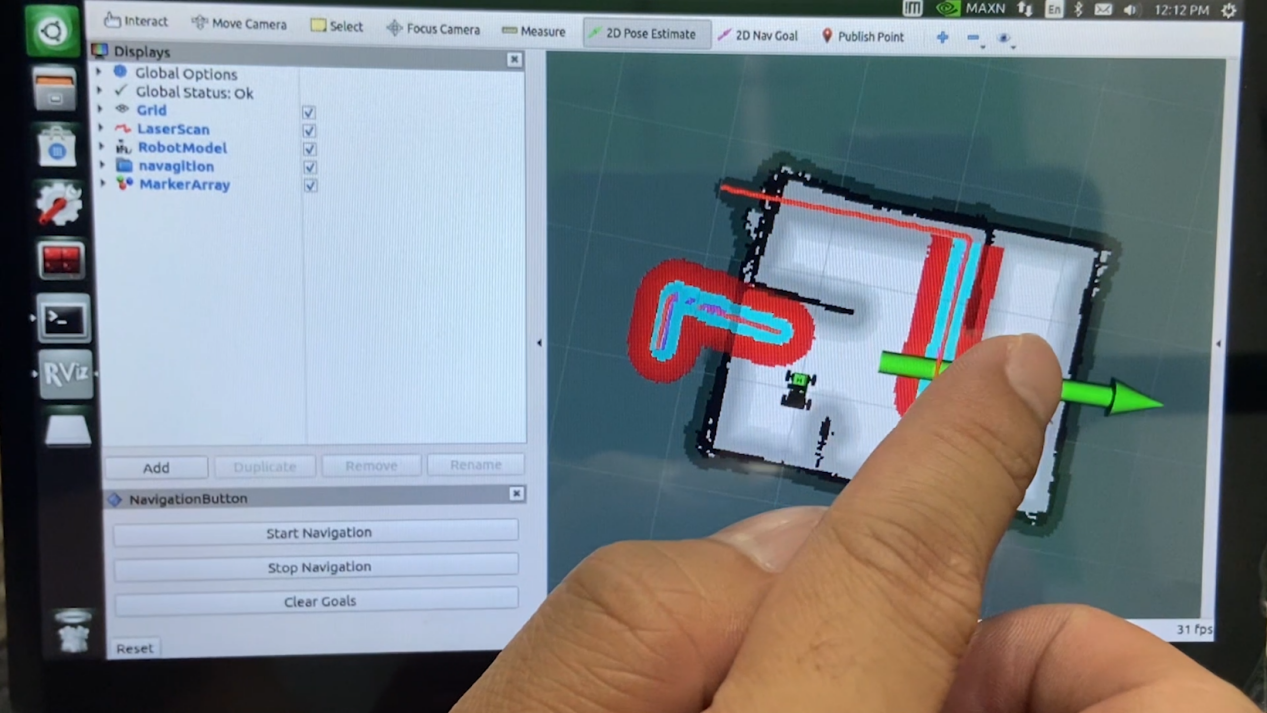 MAXN En 12:12 PM
Interact Move Camera Select Focus Camera Measure 2D Pose Estimate 2D Nav Goal Publish Point
Displays
Global Options
Global Status: Ok
Grid
LaserScan
RobotModel
navagition
MarkerArray
RViz
Add Duplicate Remove Rename
NavigationButton
Start Navigation
Stop Navigation
Clear Goals
Reset
31 fps